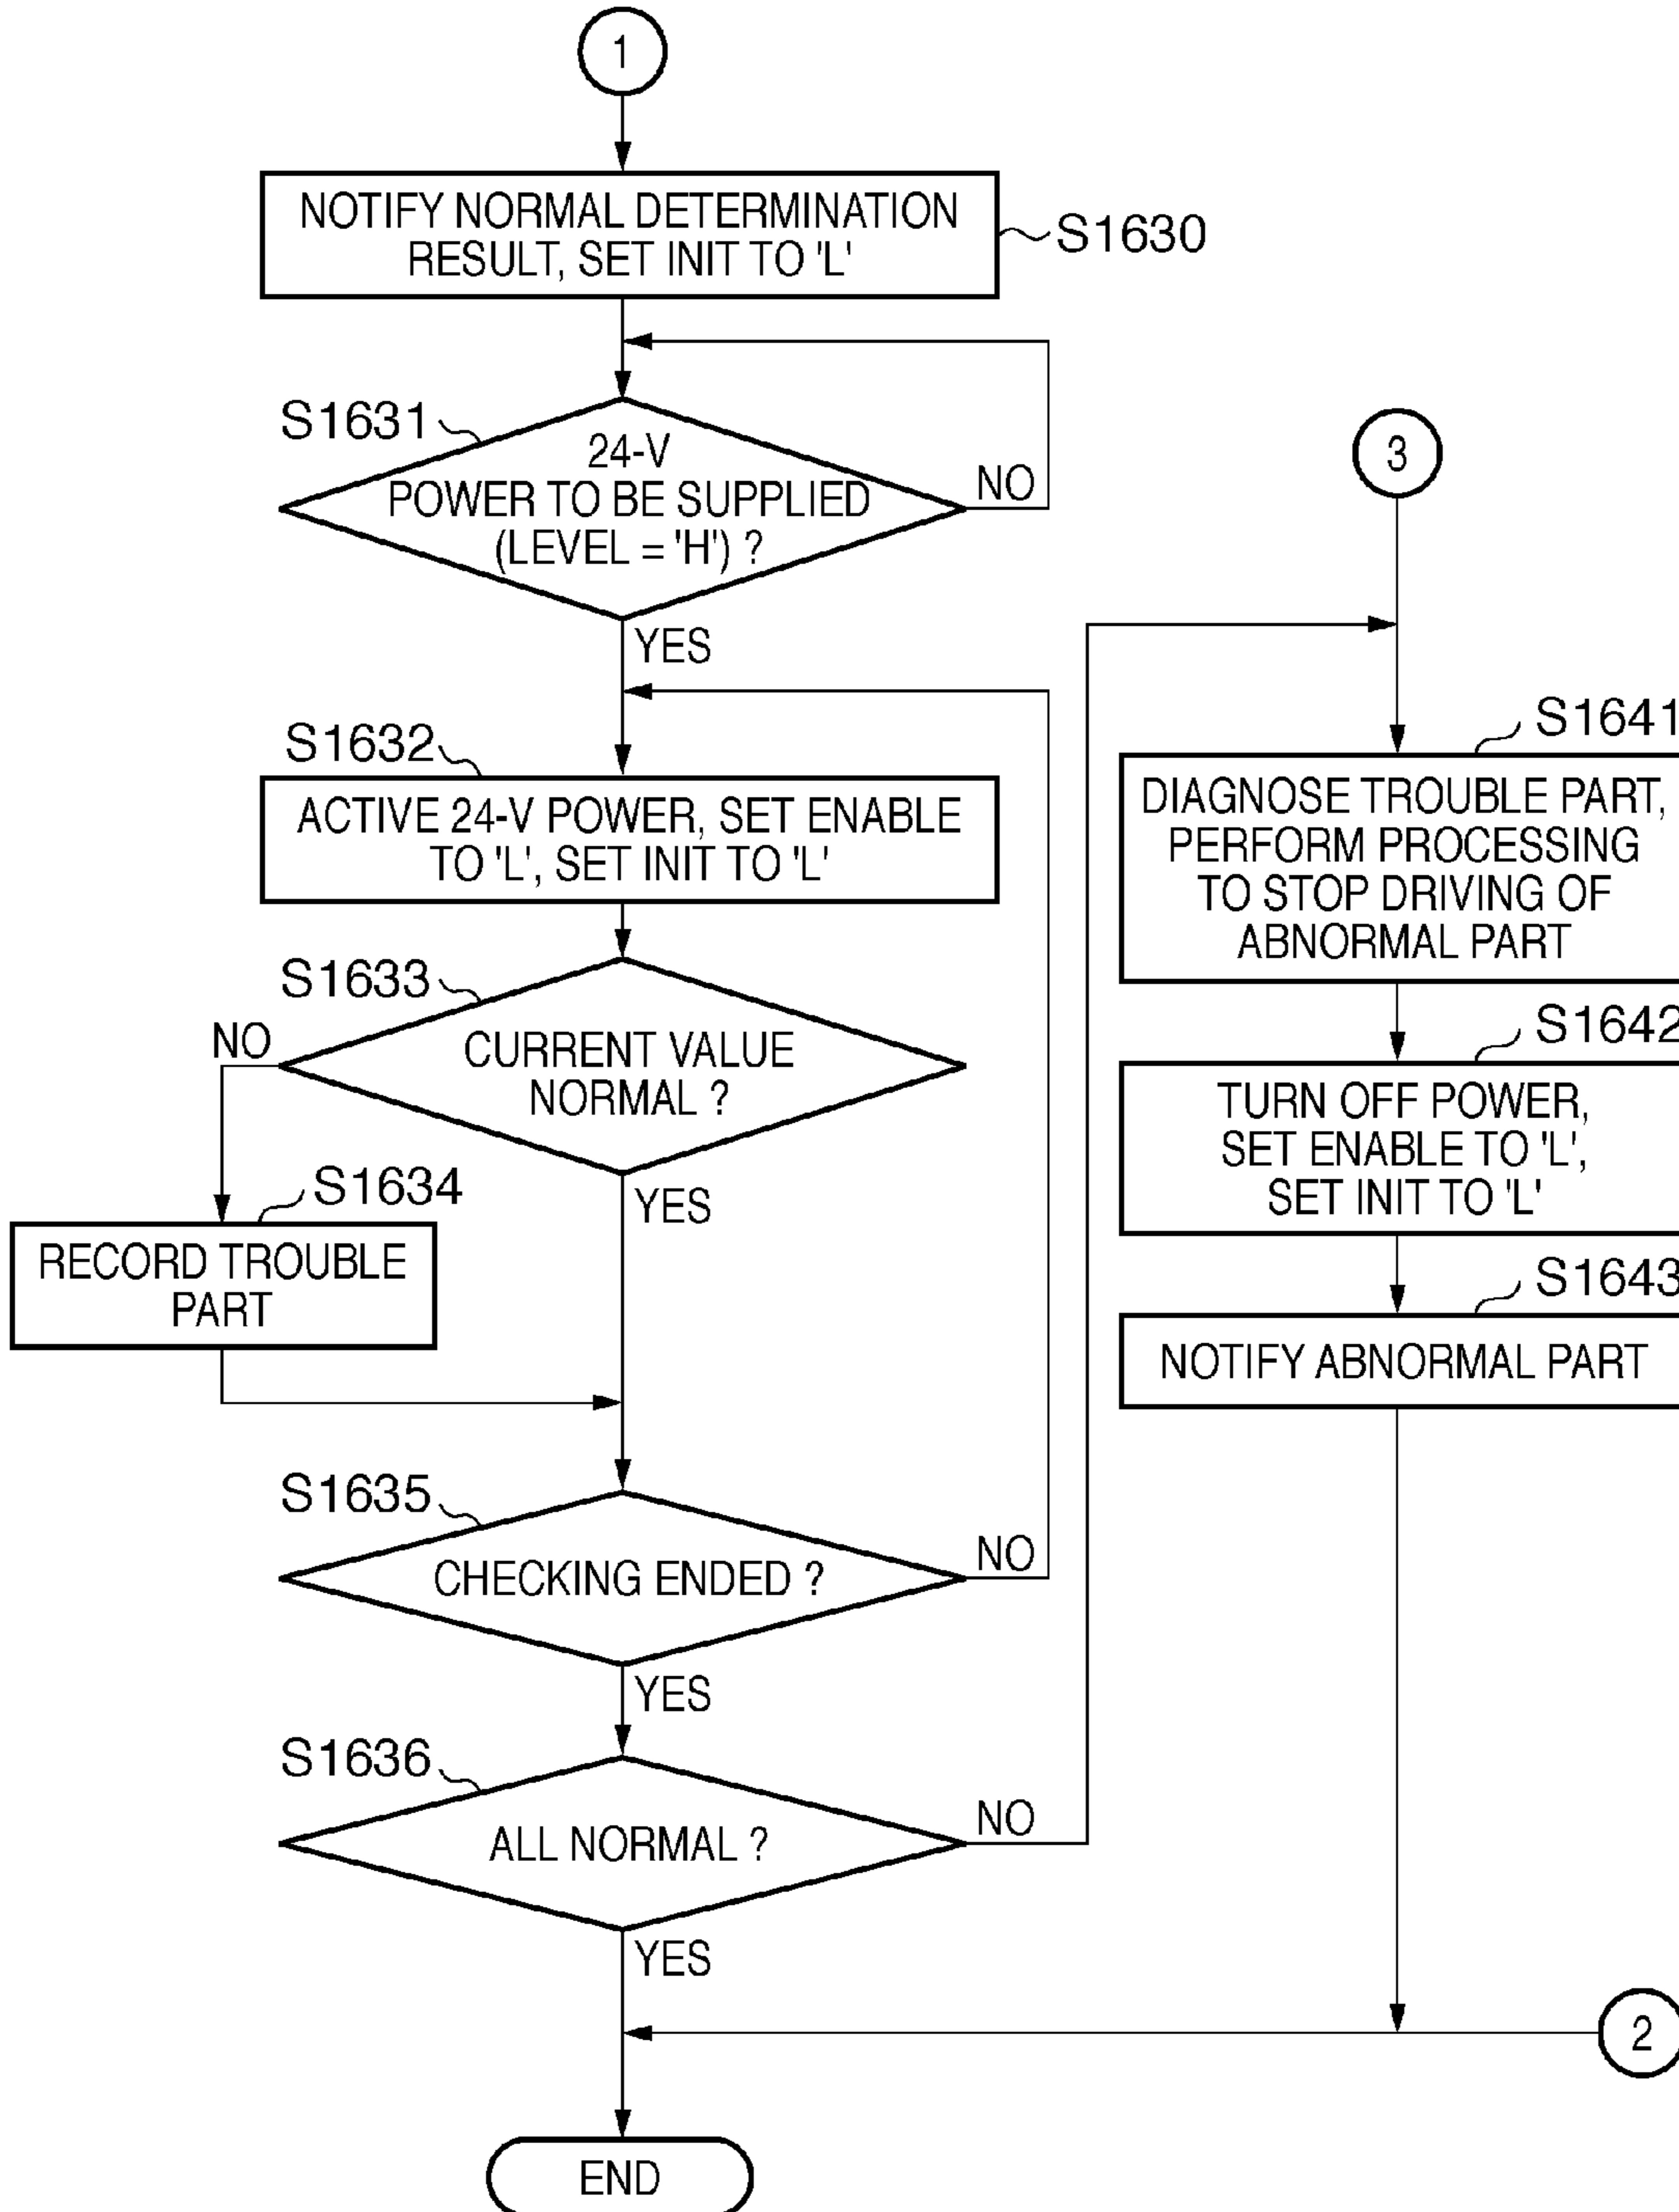 1
NOTIFY NORMAL DETERMINATION
RESULT, SET INIT TO 'L'
S1630
S1631
24-V
POWER TO BE SUPPLIED
(LEVEL = 'H') ?
NO
YES
S1632
ACTIVE 24-V POWER, SET ENABLE
TO 'L', SET INIT TO 'L'
S1633
NO
CURRENT VALUE
NORMAL ?
YES
S1634
RECORD TROUBLE
PART
S1635
CHECKING ENDED ?
NO
YES
S1636
ALL NORMAL ?
NO
YES
END
3
S1641
DIAGNOSE TROUBLE PART,
PERFORM PROCESSING
TO STOP DRIVING OF
ABNORMAL PART
S1642
TURN OFF POWER,
SET ENABLE TO 'L',
SET INIT TO 'L'
S1643
NOTIFY ABNORMAL PART
2